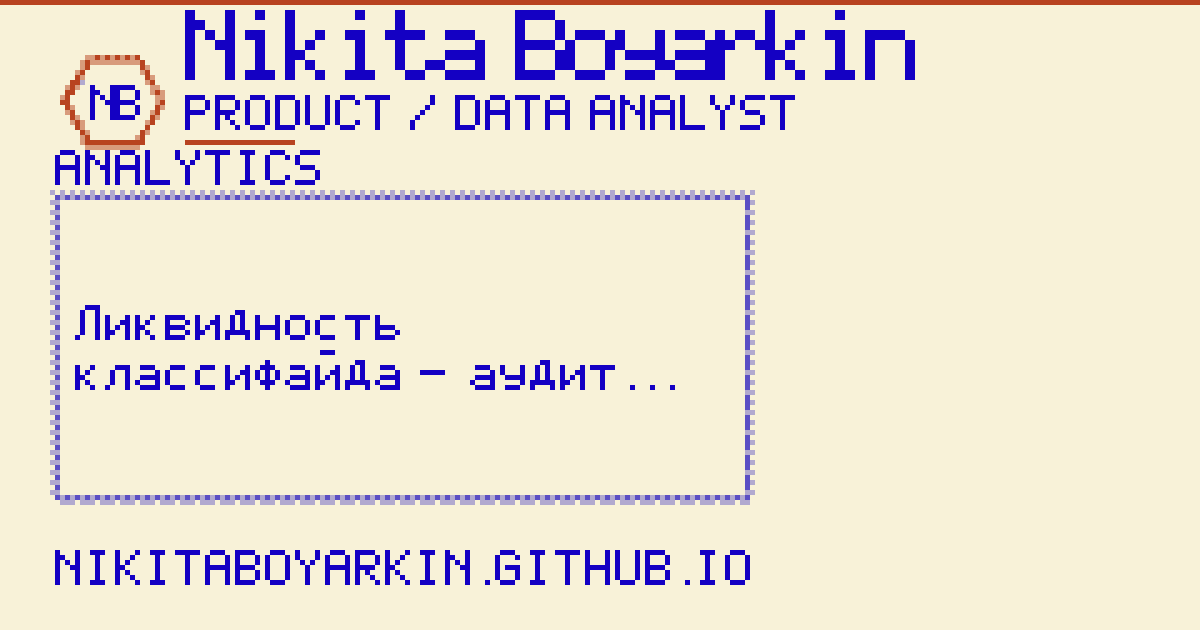 Nikita Boyarkin
NB
PRODUCT / DATA ANALYST
ANALYTICS
Ликвидность
классифайда — аудит...
NIKITABOYARKIN.GITHUB.IO